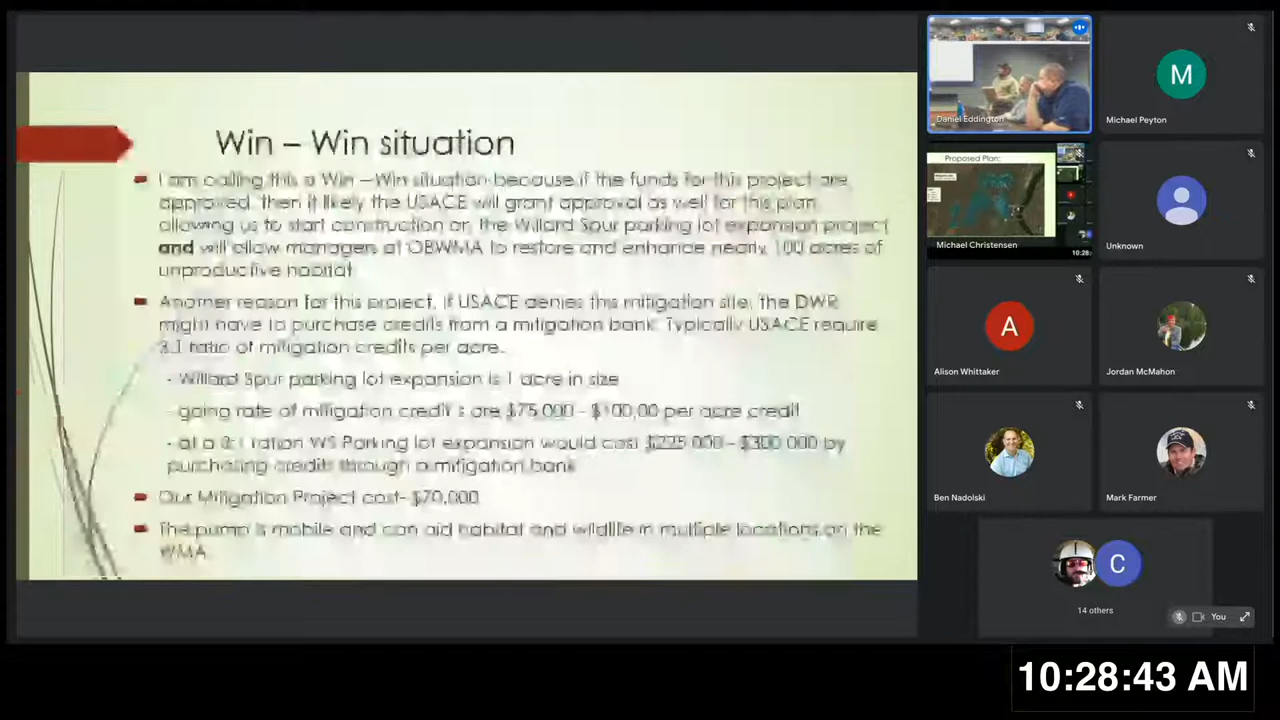 Win – Win situation
I am calling this a Win –Win situation because if the funds for this project are
approved, then it likely the USACE will grant approval as well for this plan,
allowing us to start construction on the Willard Spur parking lot expansion project
and will allow managers at OBWMA to restore and enhance nearly 100 acres of
unproductive habitat
Another reason for this project, if USACE denies this mitigation site, the DWR
might have to purchase credits from a mitigation bank. Typically USACE require
3:1 ratio of mitigation credits per acre.
- Willard Spur parking lot expansion is 1 acre in size
- going rate of mitigation credit s are $75,000 - $100,00 per acre credit
- at a 3:1 ration WS Parking lot expansion would cost $225,000 - $300,000 by
purchasing credits through a mitigation bank
Our Mitigation Project cost- $70,000
The pump is mobile and can aid habitat and wildlife in multiple locations on the
WMA
Daniel Eddington
Michael Peyton
Proposed Plan:
Michael Christensen
10:28:
Unknown
A
M
Alison Whittaker
Jordan McMahon
Ben Nadolski
Mark Farmer
C
14 others
You
10:28:43 AM